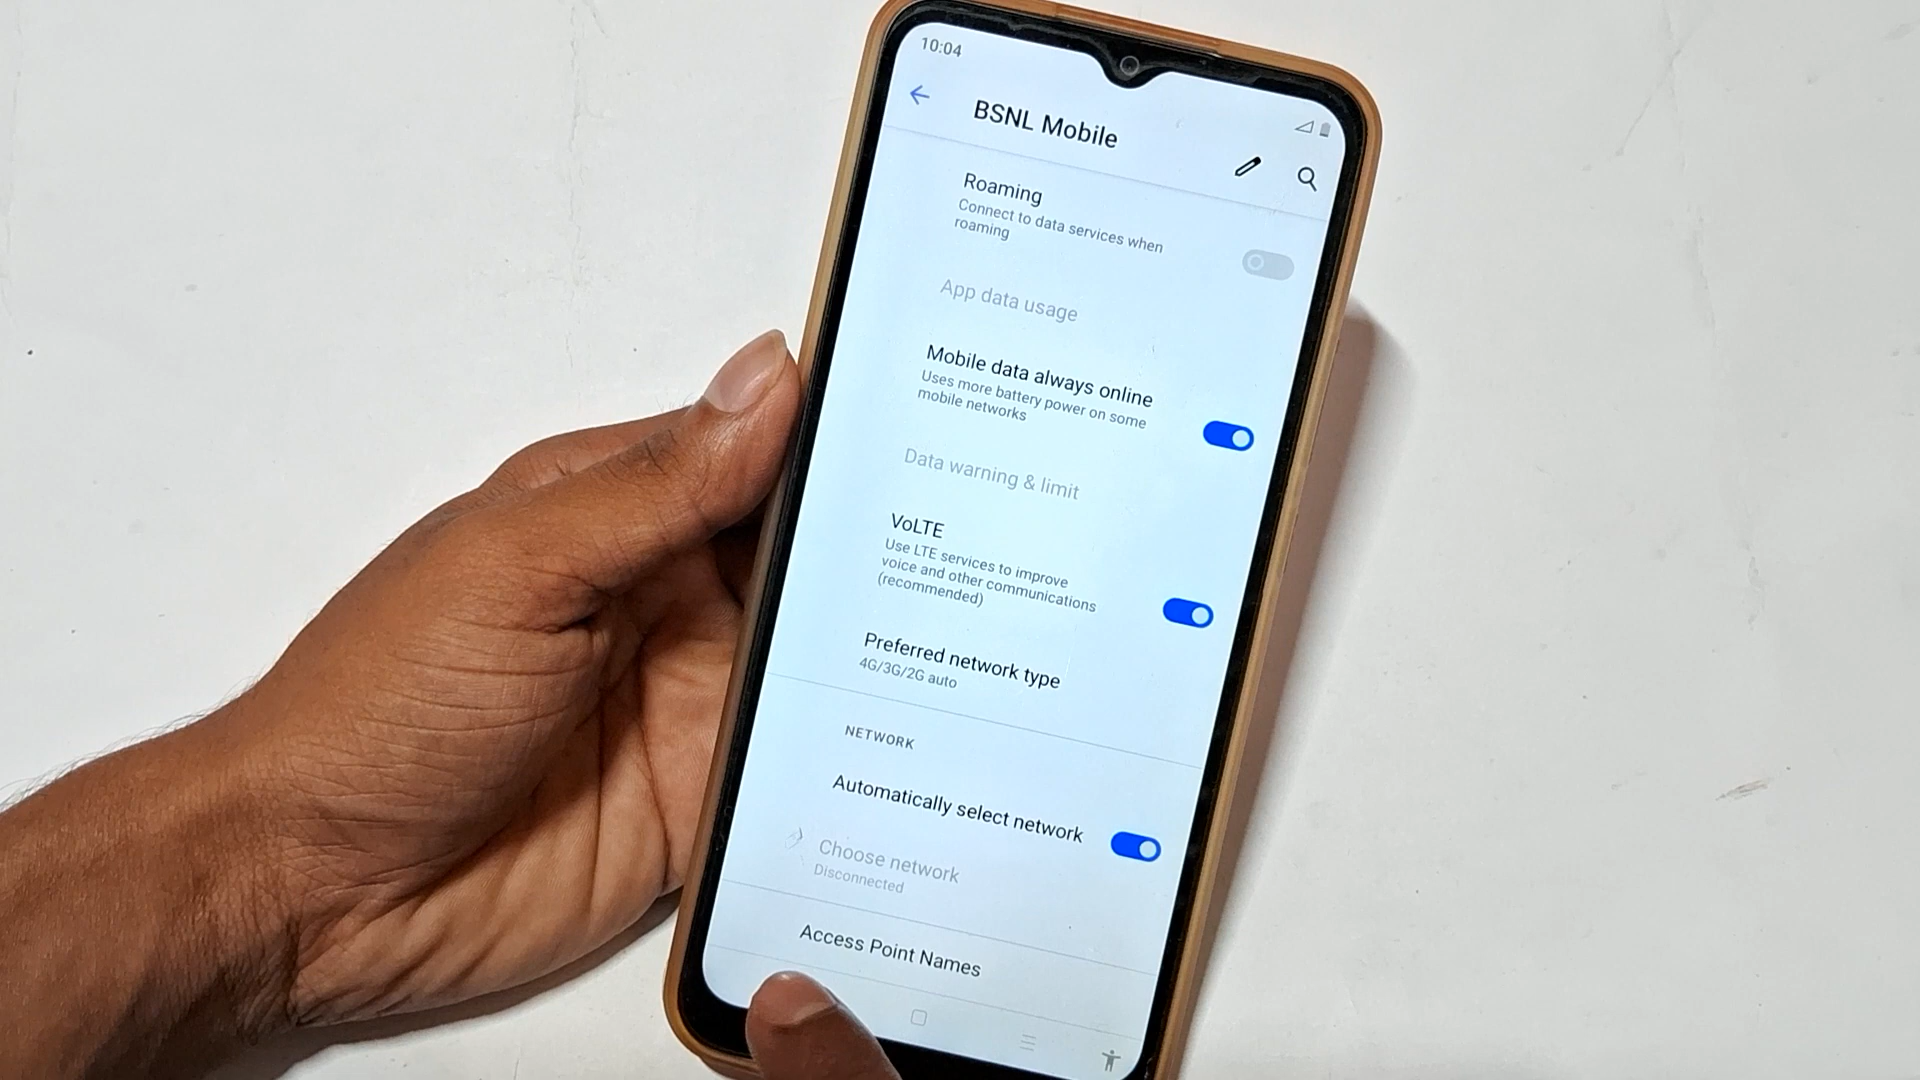 10:04
BSNL Mobile
Roaming
Connect to data services when
roaming
App data usage
Mobile data always online
Uses more battery power on some
mobile networks
Data warning & limit
VoLTE
Use LTE services to improve
voice and other communications
(recommended)
Preferred network type
4G/3G/2G auto
NETWORK
Automatically select network
Choose network
Disconnected
Access Point Names